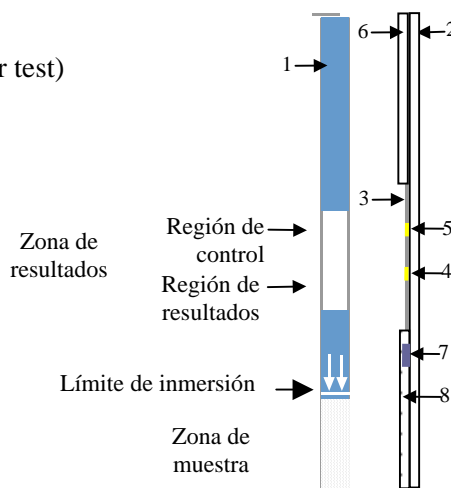 r test)
6
2
1
3
Región de
control
5
Zona de
resultados
Región de
resultados
4
7
Límite de inmersión
8
Zona de
muestra